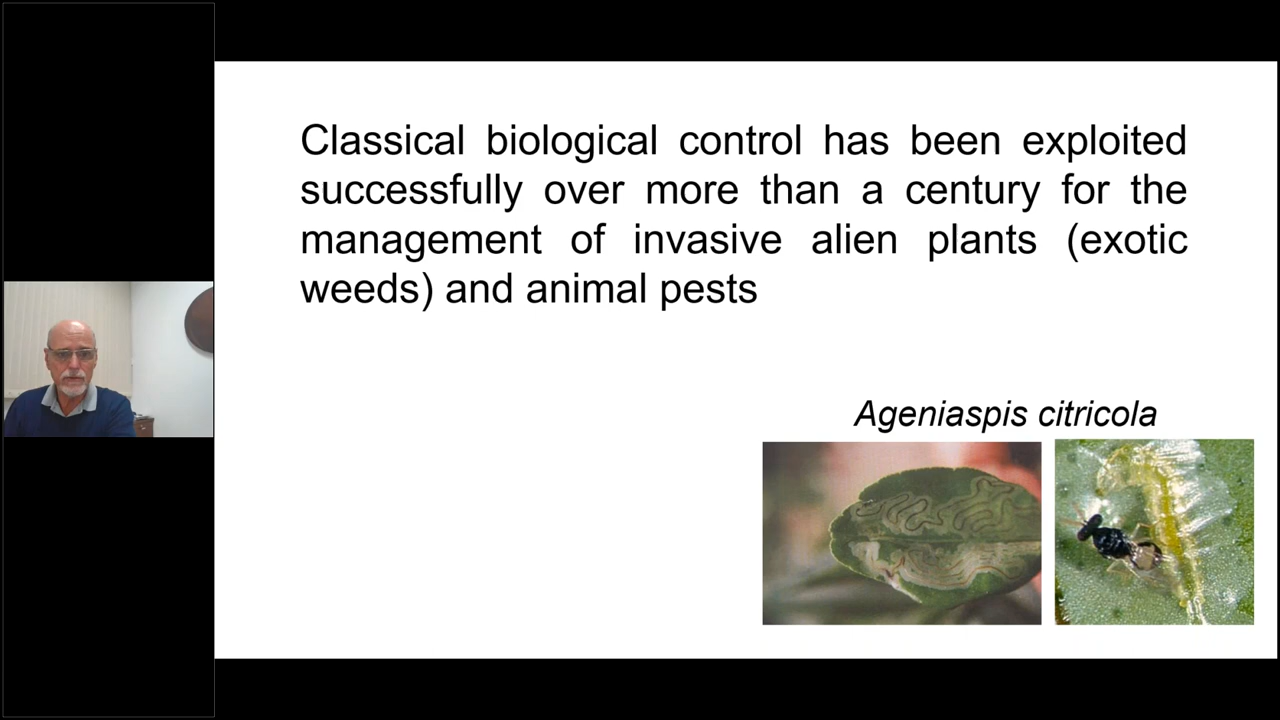 Classical biological control has been exploited
successfully over more than a century for the
management of invasive alien plants (exotic
weeds) and animal pests
Ageniaspis citricola